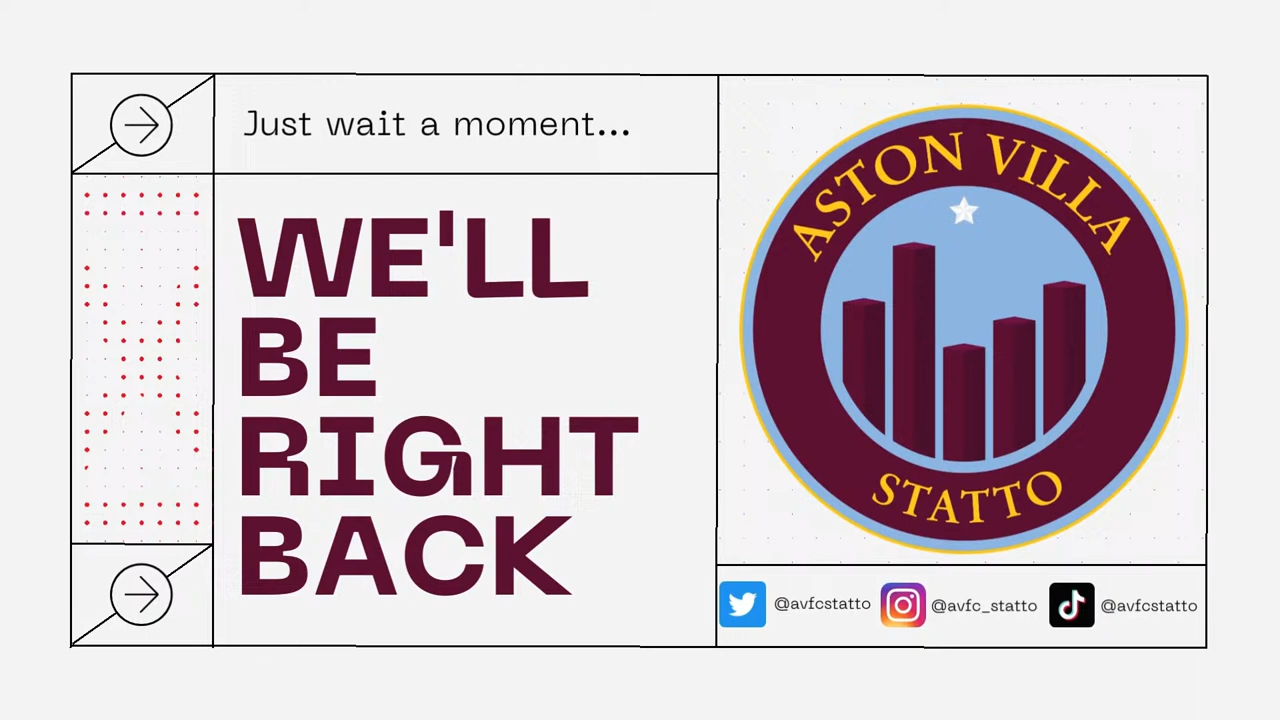 Just wait a moment...
WE'LL
BE
RIGHT
BACK
ASTON VILLA
STATTO
@avfcstatto
@avfc_statto
@avfcstatto